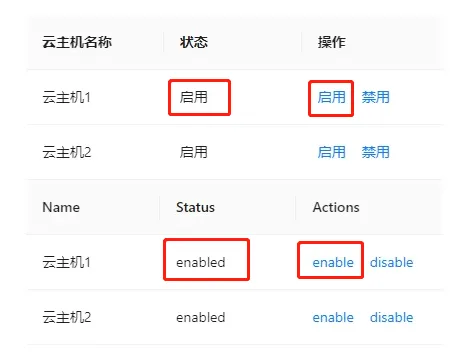 云主机名称 状态 操作
云主机1 启用 启用 禁用
云主机2 启用 启用 禁用
Name Status Actions
云主机1 enabled enable disable
云主机2 enabled enable disable